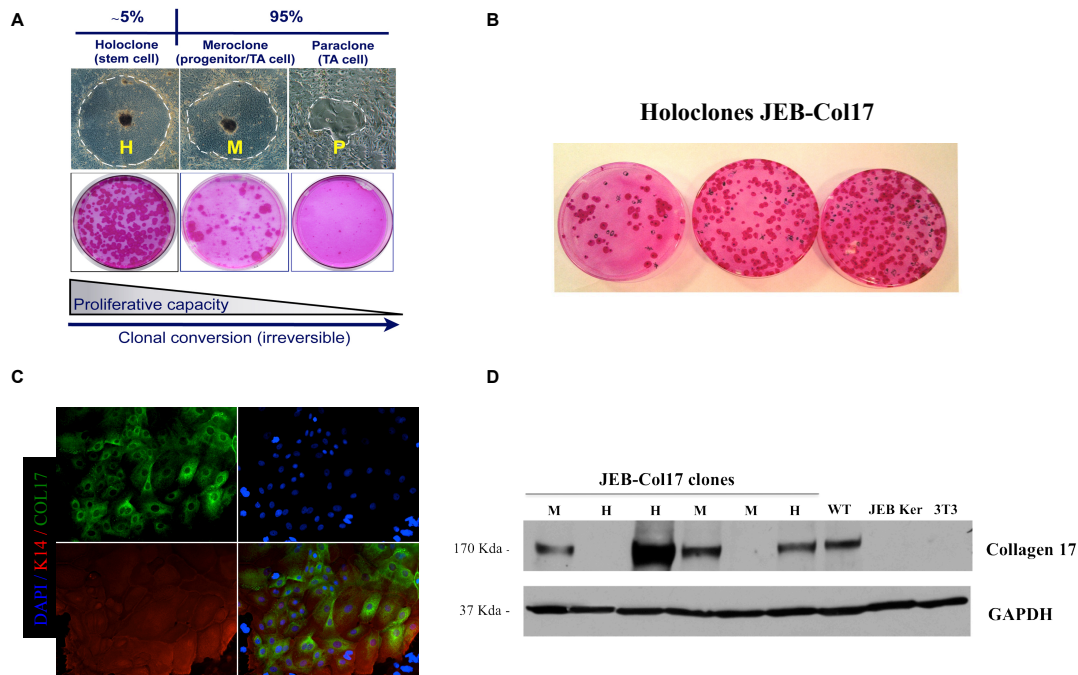 A
~5%
95%
Holoclone
(stem cell)
Meroclone
(progenitor/TA cell)
Paraclone
(TA cell)
H
M
P
Proliferative capacity
Clonal conversion (irreversible)
B
Holoclones JEB-Col17
C
DAPI / K14 / COL17
D
JEB-Col17 clones
M H H M M H WT JEB Ker 3T3
170 Kda -
Collagen 17
37 Kda -
GAPDH